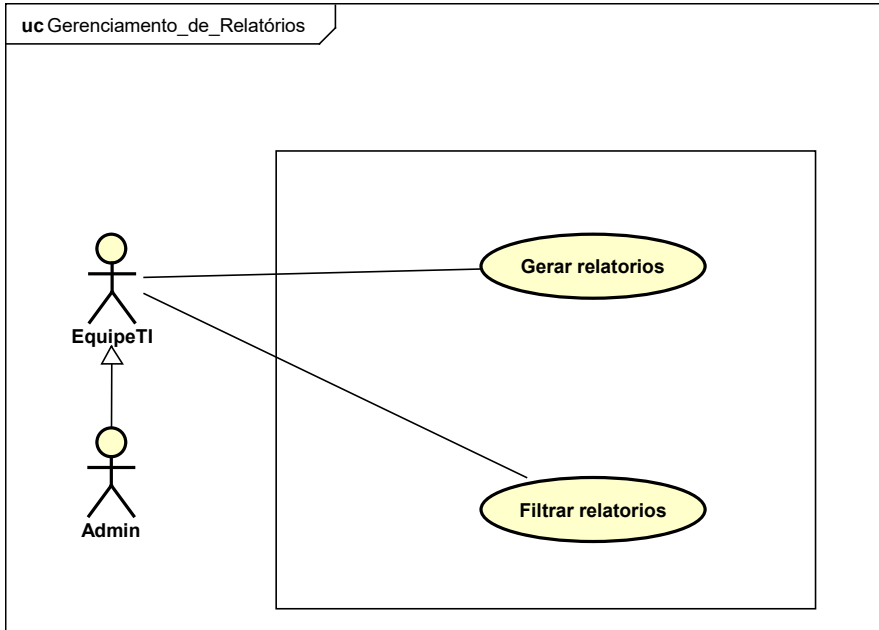 uc Gerenciamento_de_Relatórios
Gerar relatorios
EquipeTI
Filtrar relatorios
Admin